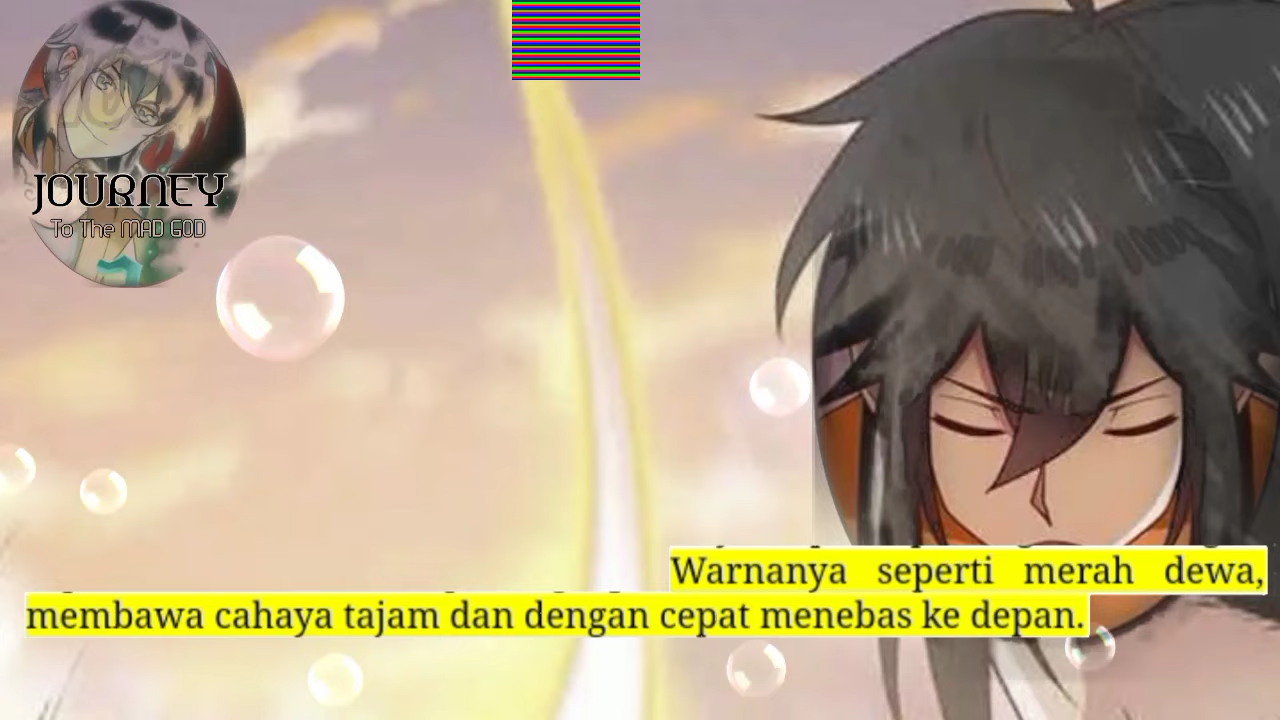 JOURNEY
To The MAD GOD
Warnanya seperti merah dewa,
membawa cahaya tajam dan dengan cepat menebas ke depan.